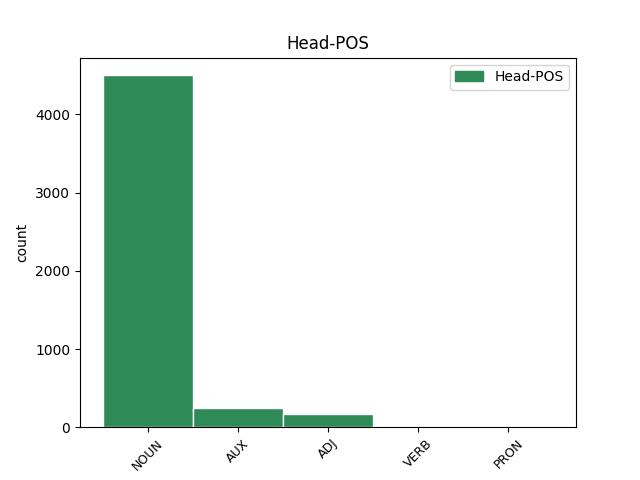 Head-POS
Head-POS
4000
3000
2000
1000
0
count
NOUN
AUX
ADJ
VERB
PRON